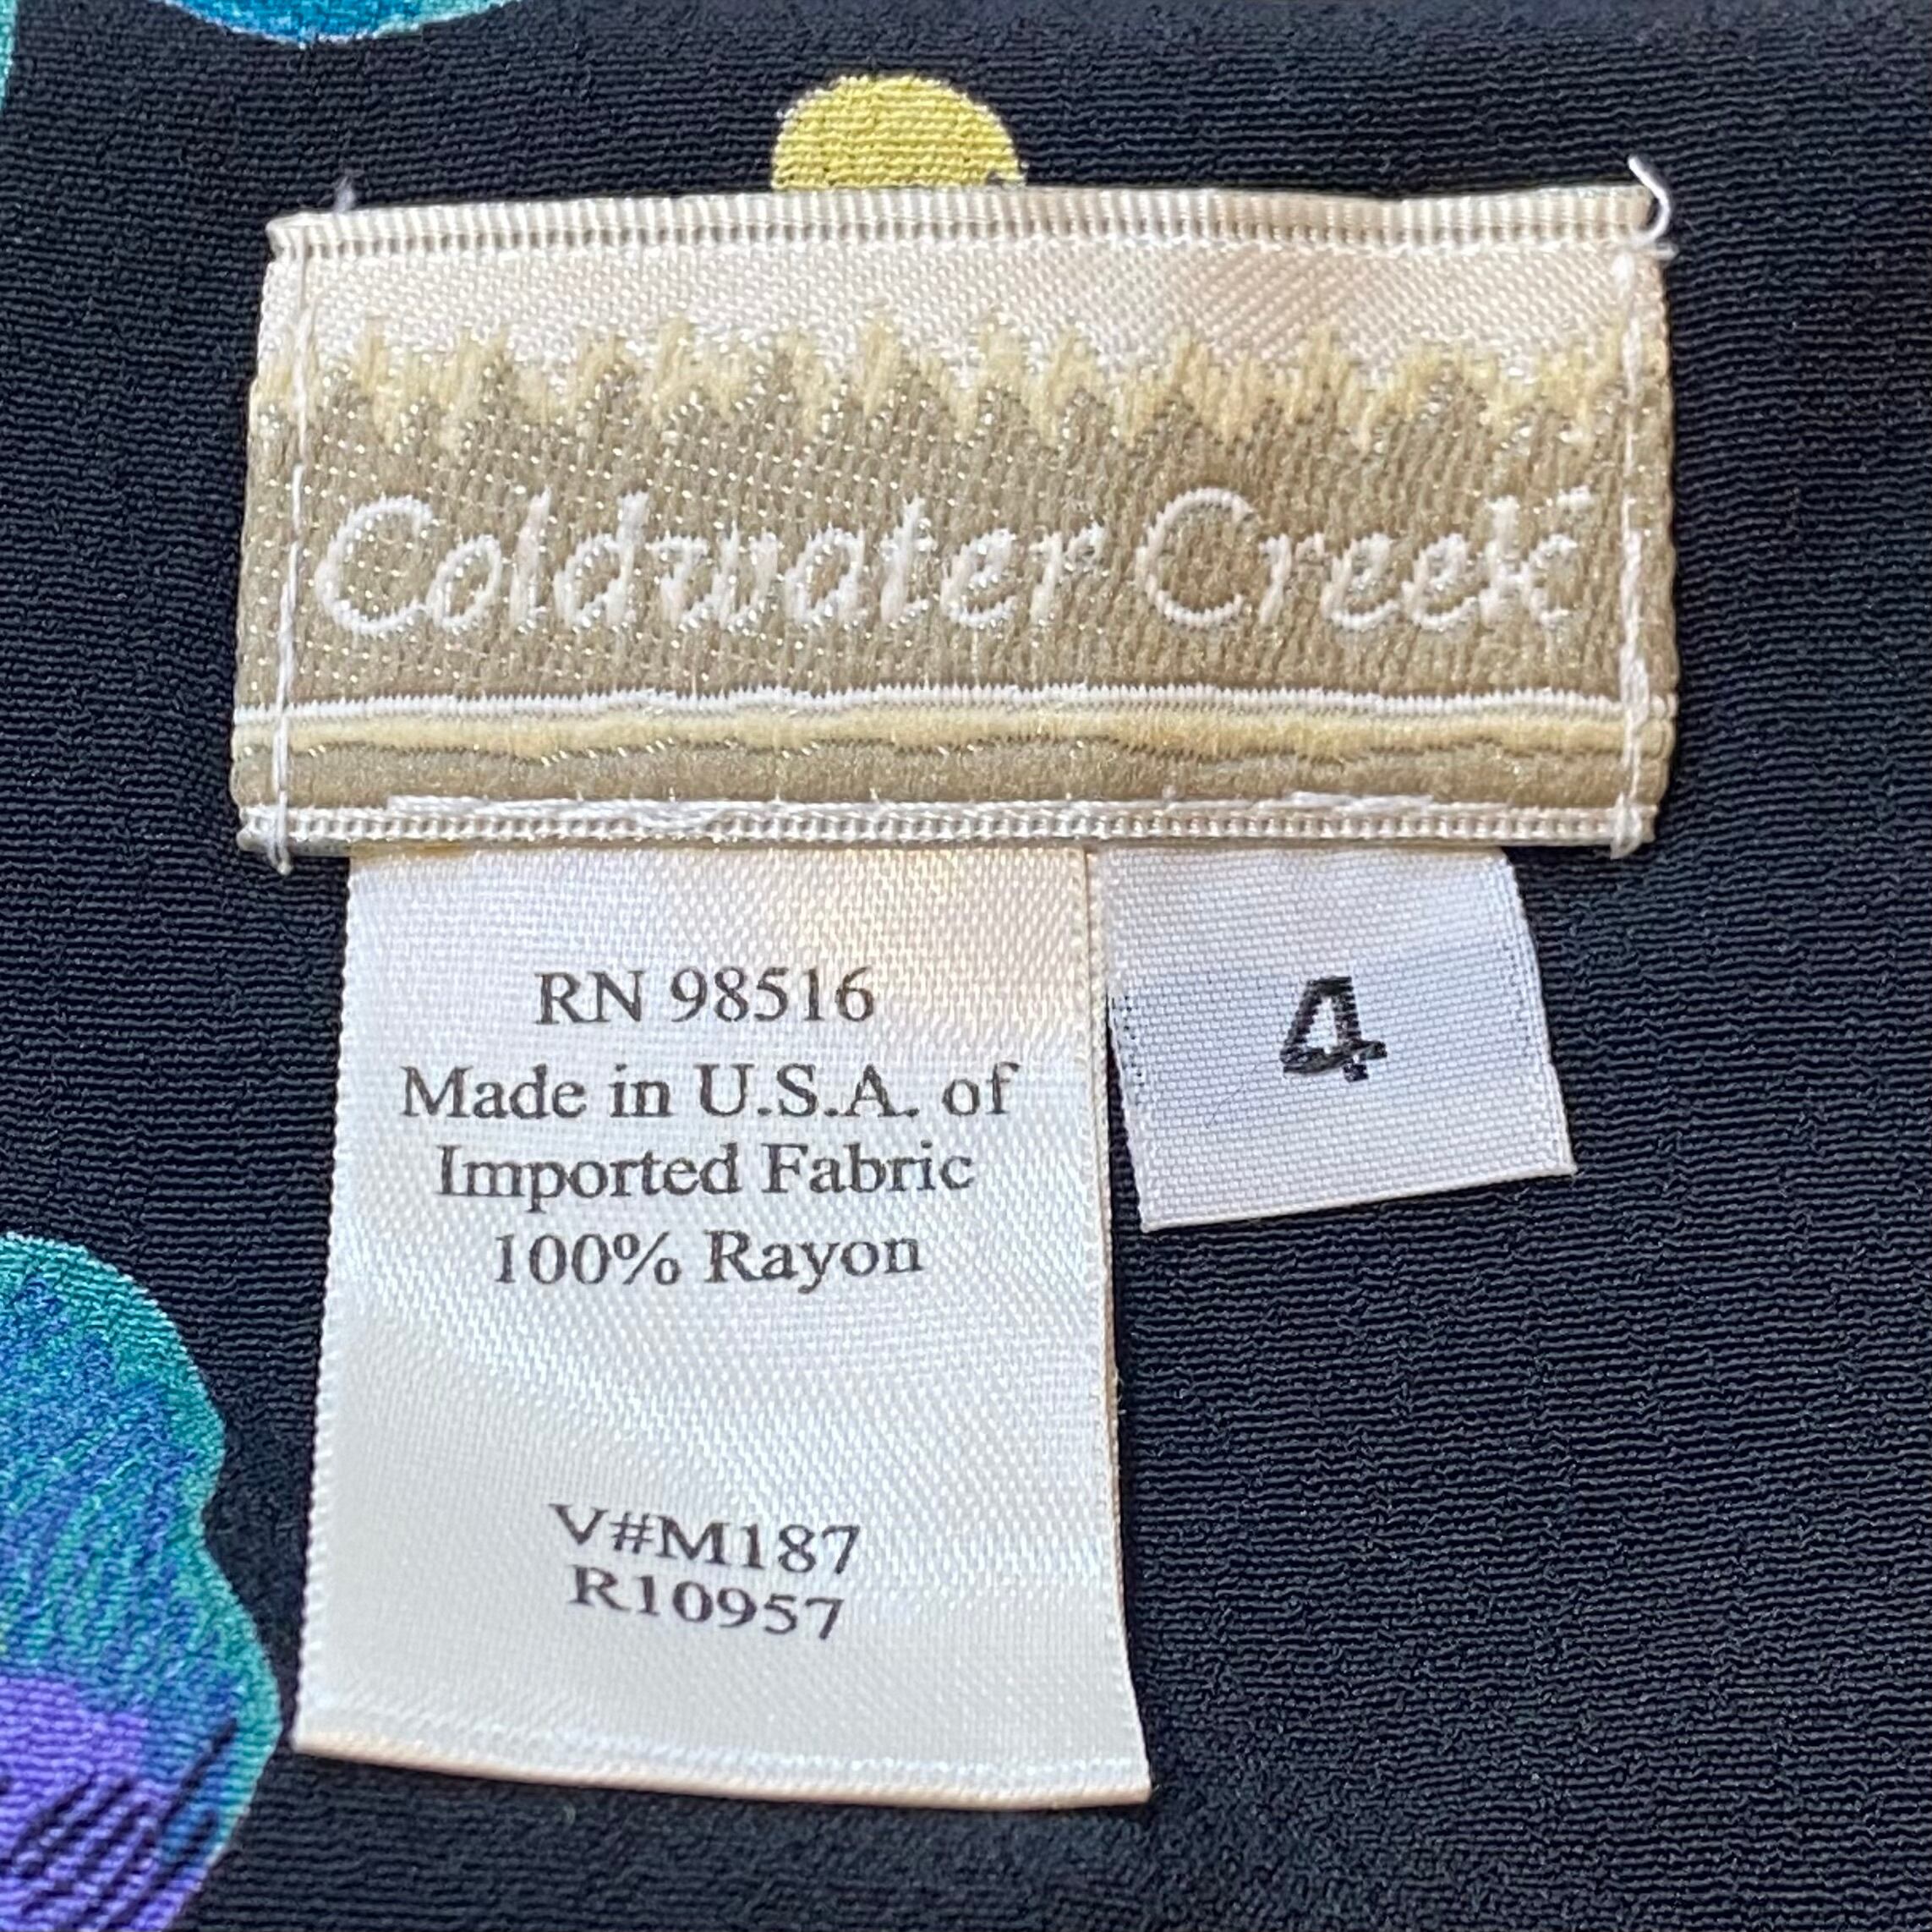 Coldwater Creek
RN 98516
Made in U.S.A. of
Imported Fabric
100% Rayon
V#M187
R10957
4